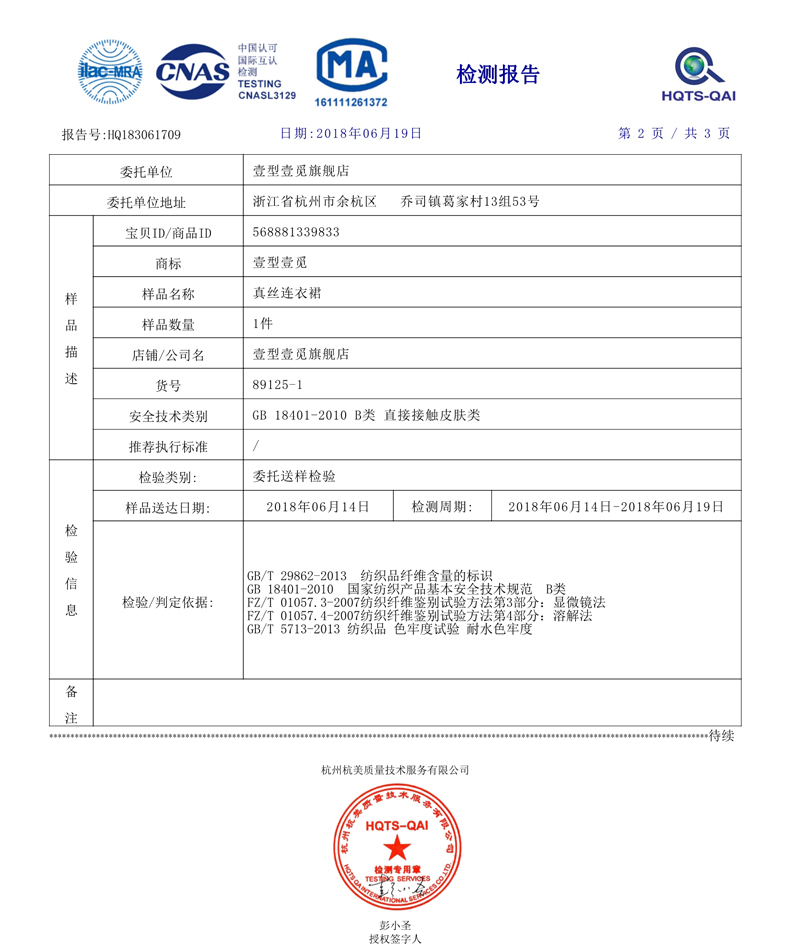 ilac-MRA
CNAS
中国认可
国际互认
检测
TESTING
CNASL3129
MA
161111261372
检测报告
HQTS-QAI
报告号:HQ183061709
日期:2018年06月19日
第 2 页 / 共 3 页
委托单位 壹型壹觅旗舰店
委托单位地址 浙江省杭州市余杭区 乔司镇葛家村13组53号
样品描述
宝贝ID/商品ID 568881339833
商标 壹型壹觅
样品名称 真丝连衣裙
样品数量 1件
店铺/公司名 壹型壹觅旗舰店
货号 89125-1
安全技术类别 GB 18401-2010 B类 直接接触皮肤类
推荐执行标准 /
检验信息
检验类别: 委托送样检验
样品送达日期: 2018年06月14日 检测周期: 2018年06月14日-2018年06月19日
检验/判定依据:
GB/T 29862-2013 纺织品纤维含量的标识
GB 18401-2010 国家纺织产品基本安全技术规范 B类
FZ/T 01057.3-2007纺织纤维鉴别试验方法第3部分：显微镜法
FZ/T 01057.4-2007纺织纤维鉴别试验方法第4部分：溶解法
GB/T 5713-2013 纺织品 色牢度试验 耐水色牢度
备注
待续
杭州杭美质量技术服务有限公司
杭州杭美质量技术服务有限公司
HQTS-QAI
检测专用章
TESTING SERVICES
HQTS QAI INTERNATIONAL SERVICES CO.,LTD.
彭小圣
彭小圣
授权签字人